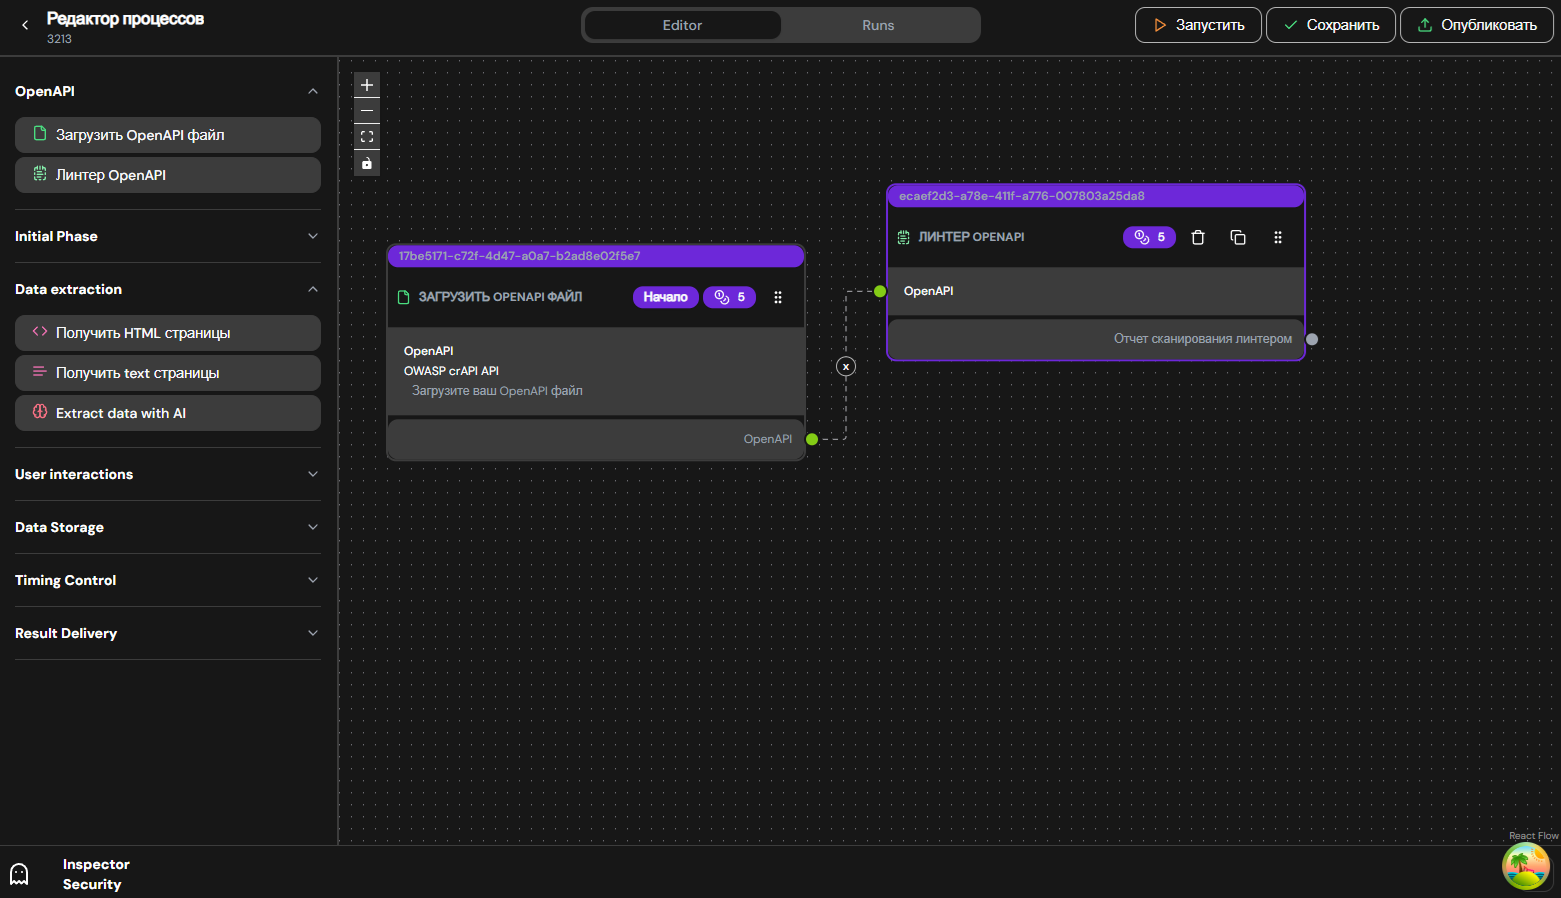 Редактор процессов
3213
Editor
Runs
Запустить
Сохранить
Опубликовать
OpenAPI
Загрузить OpenAPI файл
Линтер OpenAPI
Initial Phase
Data extraction
Получить HTML страницы
Получить text страницы
Extract data with AI
User interactions
Data Storage
Timing Control
Result Delivery
17be5171-c72f-4d47-a0a7-b2ad8e02f5e7
ЗАГРУЗИТЬ OPENAPI ФАЙЛ
Начало
5
OpenAPI
OWASP crAPI API
Загрузите ваш OpenAPI файл
OpenAPI
x
ecaef2d3-a78e-411f-a776-007803a25da8
ЛИНТЕР OPENAPI
5
OpenAPI
Отчет сканирования линтером
React Flow
Inspector
Security